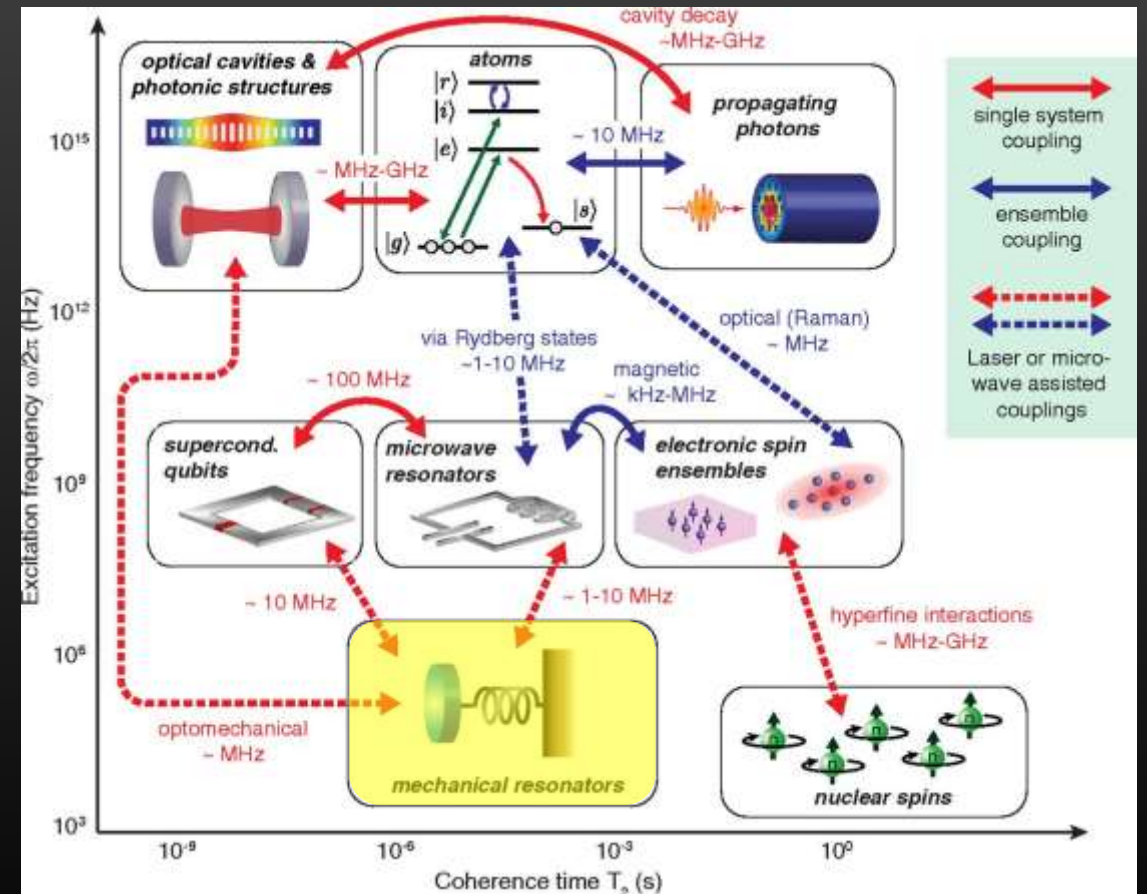 cavity decay
~MHz-GHz
optical cavities &
photonic structures
atoms
|r⟩
|i⟩
|e⟩
|s⟩
|g⟩
propagating
photons
~ 10 MHz
~ MHz-GHz
single system
coupling
ensemble
coupling
Laser or micro-
wave assisted
couplings
via Rydberg states
~1-10 MHz
optical (Raman)
~ MHz
magnetic
~ kHz-MHz
~ 100 MHz
supercond.
qubits
microwave
resonators
electronic spin
ensembles
~ 10 MHz
~ 1-10 MHz
hyperfine interactions
~ MHz-GHz
optomechanical
~ MHz
mechanical resonators
n n n n n
nuclear spins
Excitation frequency ω/2π (Hz)
10¹⁵
10¹²
10⁹
10⁶
10³
10⁻⁹ 10⁻⁶ 10⁻³ 10⁰
Coherence time T₂ (s)